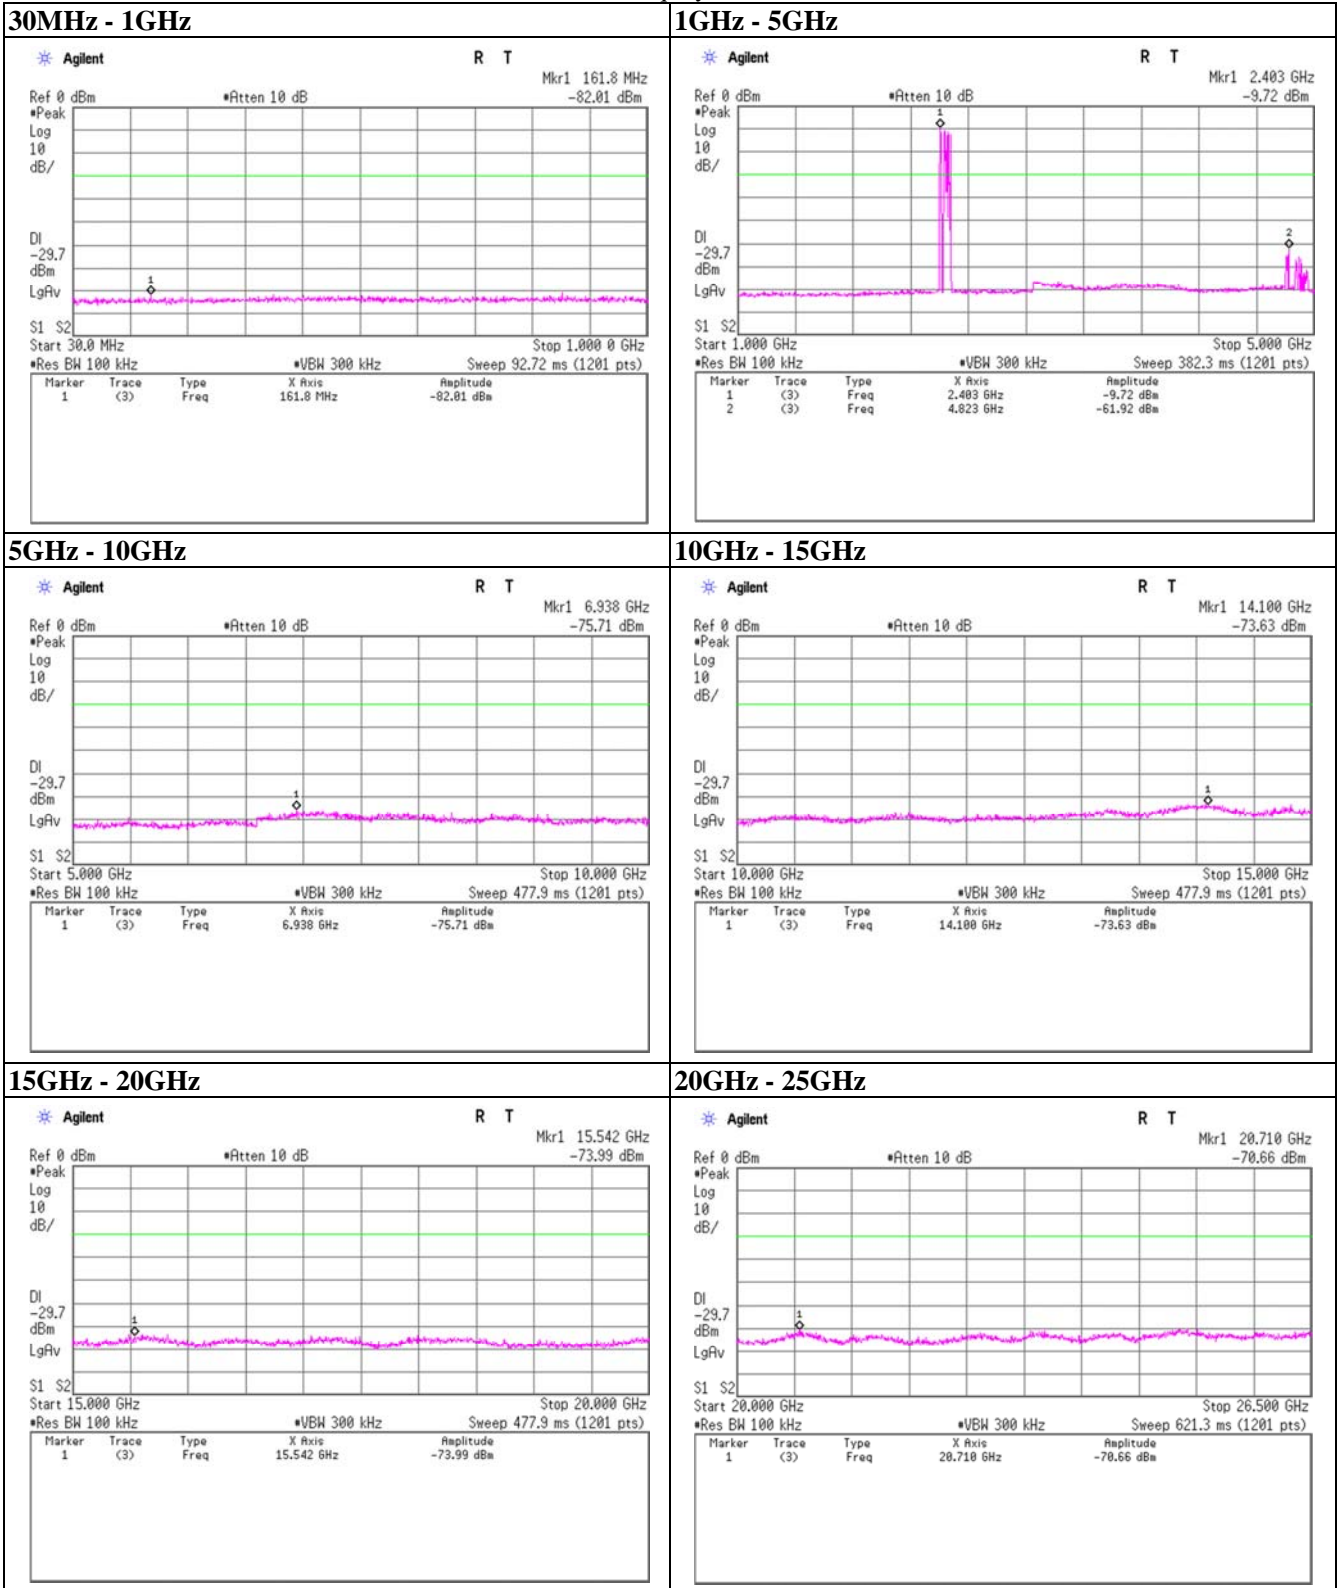 30MHz - 1GHz
Agilent R T
Mkr1 161.8 MHz
Ref 0 dBm *Atten 10 dB -82.01 dBm
*Peak
Log
10
dB/
1
DI
-29.7
dBm
LgAv
S1 S2
Start 30.0 MHz Stop 1.000 0 GHz
*Res BW 100 kHz *VBW 300 kHz Sweep 92.72 ms (1201 pts)
Marker Trace Type X Axis Amplitude
1 (3) Freq 161.8 MHz -82.01 dBm
1GHz - 5GHz
Agilent R T
Mkr1 2.403 GHz
Ref 0 dBm *Atten 10 dB -9.72 dBm
*Peak
Log
10
dB/
1
2
DI
-29.7
dBm
LgAv
S1 S2
Start 1.000 GHz Stop 5.000 GHz
*Res BW 100 kHz *VBW 300 kHz Sweep 382.3 ms (1201 pts)
Marker Trace Type X Axis Amplitude
1 (3) Freq 2.403 GHz -9.72 dBm
2 (3) Freq 4.823 GHz -61.92 dBm
5GHz - 10GHz
Agilent R T
Mkr1 6.938 GHz
Ref 0 dBm *Atten 10 dB -75.71 dBm
*Peak
Log
10
dB/
1
DI
-29.7
dBm
LgAv
S1 S2
Start 5.000 GHz Stop 10.000 GHz
*Res BW 100 kHz *VBW 300 kHz Sweep 477.9 ms (1201 pts)
Marker Trace Type X Axis Amplitude
1 (3) Freq 6.938 GHz -75.71 dBm
10GHz - 15GHz
Agilent R T
Mkr1 14.100 GHz
Ref 0 dBm *Atten 10 dB -73.63 dBm
*Peak
Log
10
dB/
1
DI
-29.7
dBm
LgAv
S1 S2
Start 10.000 GHz Stop 15.000 GHz
*Res BW 100 kHz *VBW 300 kHz Sweep 477.9 ms (1201 pts)
Marker Trace Type X Axis Amplitude
1 (3) Freq 14.100 GHz -73.63 dBm
15GHz - 20GHz
Agilent R T
Mkr1 15.542 GHz
Ref 0 dBm *Atten 10 dB -73.99 dBm
*Peak
Log
10
dB/
1
DI
-29.7
dBm
LgAv
S1 S2
Start 15.000 GHz Stop 20.000 GHz
*Res BW 100 kHz *VBW 300 kHz Sweep 477.9 ms (1201 pts)
Marker Trace Type X Axis Amplitude
1 (3) Freq 15.542 GHz -73.99 dBm
20GHz - 25GHz
Agilent R T
Mkr1 20.710 GHz
Ref 0 dBm *Atten 10 dB -70.66 dBm
*Peak
Log
10
dB/
1
DI
-29.7
dBm
LgAv
S1 S2
Start 20.000 GHz Stop 26.500 GHz
*Res BW 100 kHz *VBW 300 kHz Sweep 621.3 ms (1201 pts)
Marker Trace Type X Axis Amplitude
1 (3) Freq 20.710 GHz -70.66 dBm